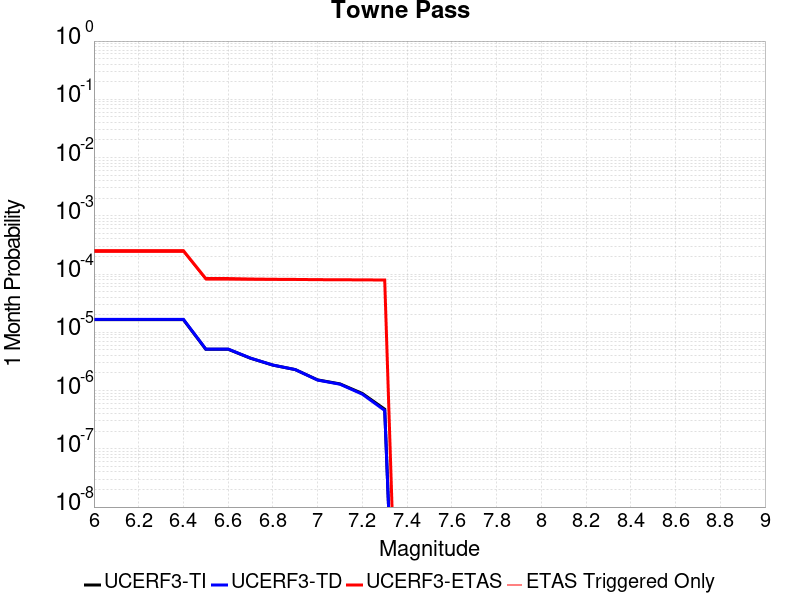 Towne Pass
1 Month Probability
10^0
10^-1
10^-2
10^-3
10^-4
10^-5
10^-6
10^-7
10^-8
6 6.2 6.4 6.6 6.8 7 7.2 7.4 7.6 7.8 8 8.2 8.4 8.6 8.8 9
Magnitude
UCERF3-TI UCERF3-TD UCERF3-ETAS ETAS Triggered Only